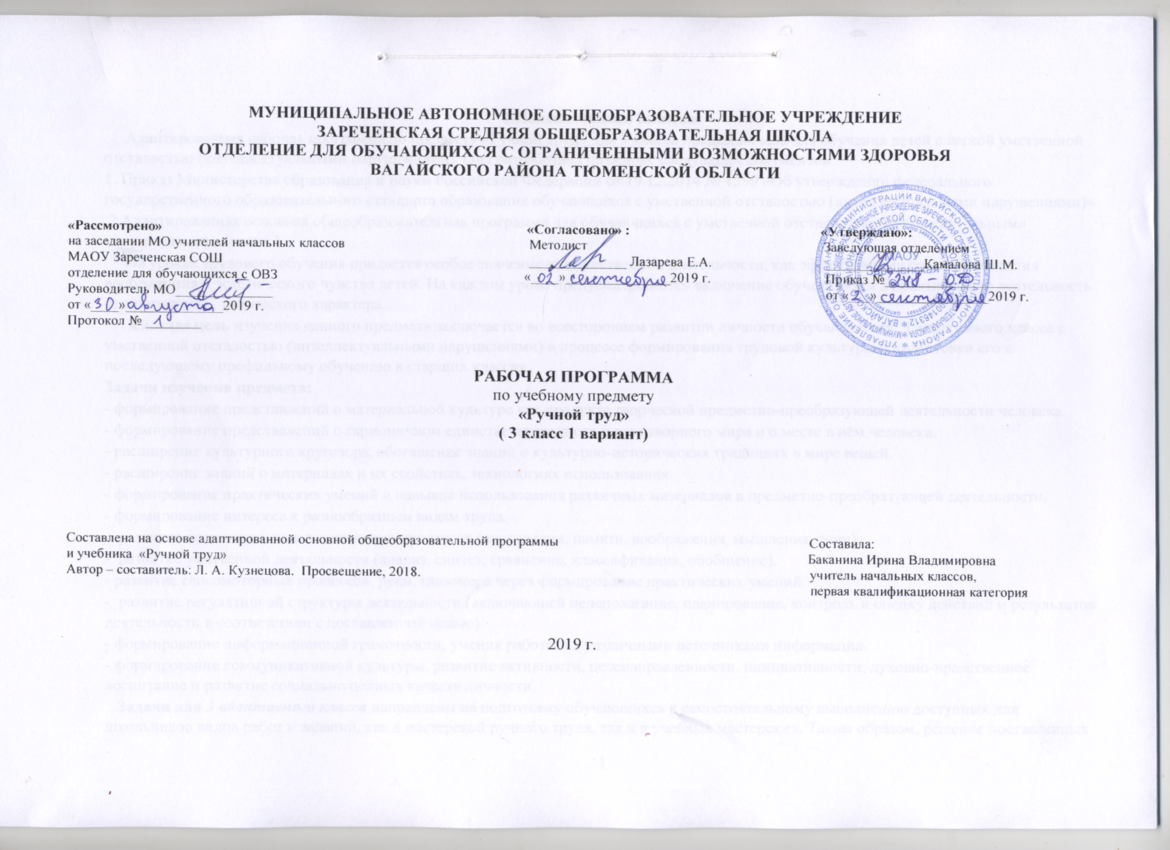 МУНИЦИПАЛЬНОЕ АВТОНОМНОЕ ОБЩЕОБРАЗОВАТЕЛЬНОЕ УЧРЕЖДЕНИЕ
ЗАРЕЧЕНСКАЯ СРЕДНЯЯ ОБЩЕОБРАЗОВАТЕЛЬНАЯ ШКОЛА
ОТДЕЛЕНИЕ ДЛЯ ОБУЧАЮЩИХСЯ С ОГРАНИЧЕННЫМИ ВОЗМОЖНОСТЯМИ ЗДОРОВЬЯ
ВАГАЙСКОГО РАЙОНА ТЮМЕНСКОЙ ОБЛАСТИ
«Рассмотрено»
на заседании МО учителей начальных классов
МАОУ Зареченская СОШ
отделение для обучающихся с ОВЗ
Руководитель МО
от «30» августа 2019 г.
Протокол № 1
«Согласовано» :
Методист
Лазарева Е.А.
«2» сентября 2019 г.
«Утверждаю»:
Заведующая отделением
Камалова Ш.М.
Приказ №
от «2» сентября 2019 г.
РАБОЧАЯ ПРОГРАММА
по учебному предмету
«Ручной труд»
( 3 класс 1 вариант)
Составлена на основе адаптированной основной общеобразовательной программы
и учебника «Ручной труд»
Автор – составитель: Л. А. Кузнецова. Просвещение, 2018.
Составила:
Баканина Ирина Владимировна
учитель начальных классов,
первая квалификационная категория
2019 г.